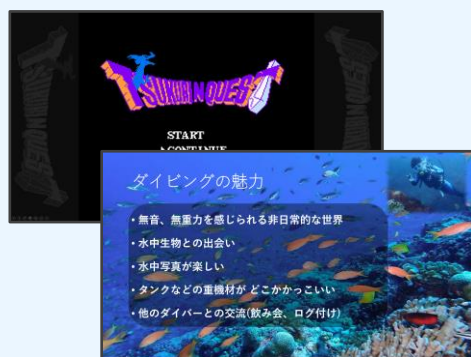 TSUKUBA QUEST
START
▸CONTINUE
ダイビングの魅力
• 無音、無重力を感じられる非日常的な世界
• 水中生物との出会い
• 水中写真が楽しい
• タンクなどの重機材が どこかかっこいい
• 他のダイバーとの交流(飲み会、ログ付け)